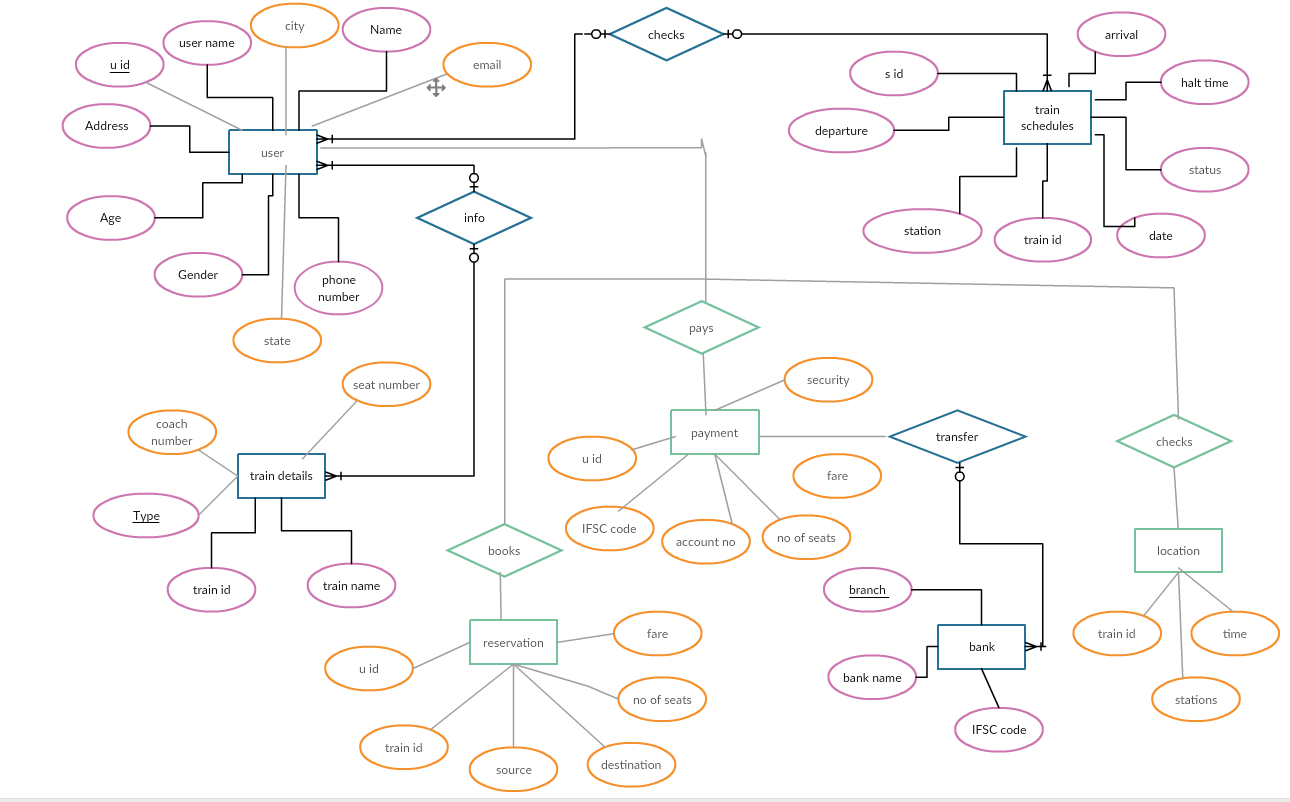 city
Name
user name
checks
arrival
u id
email
s id
halt time
train
schedules
Address
departure
user
status
Age
info
station
train id
date
Gender
phone
number
pays
state
security
seat number
coach
number
payment
transfer
checks
u id
train details
fare
Type
IFSC code
account no
no of seats
books
location
train id
train name
branch
fare
train id
time
reservation
bank
u id
bank name
no of seats
stations
IFSC code
train id
source
destination